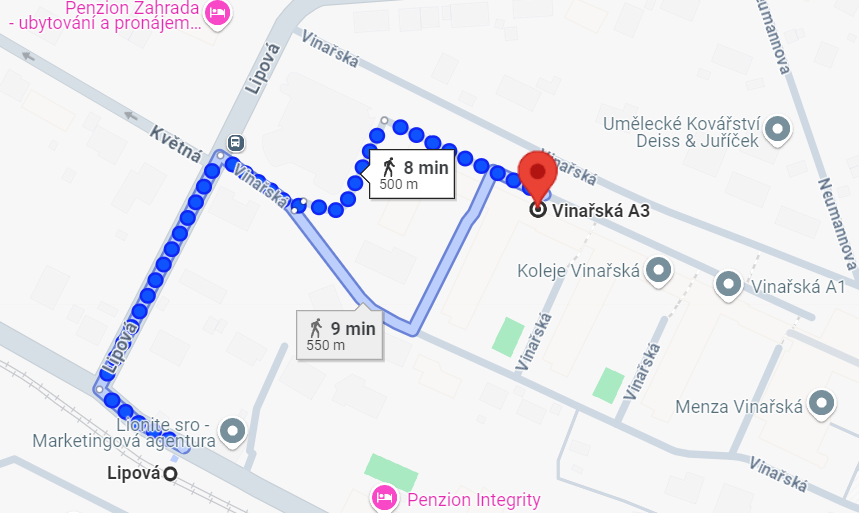 Penzion Zahrada
- ubytování a pronájem...
Vinařská
Lipová
Neumannova
Květná
Umělecké Kovářství
Deiss & Juříček
Vinařská
8 min
500 m
Vinařská
Neumannova
Vinařská A3
Koleje Vinařská
Vinařská A1
9 min
550 m
Lipová
Vinařská
Vinařská
Menza Vinařská
Lionite sro -
Marketingová agentura
Lipová
Vinařská
Penzion Integrity